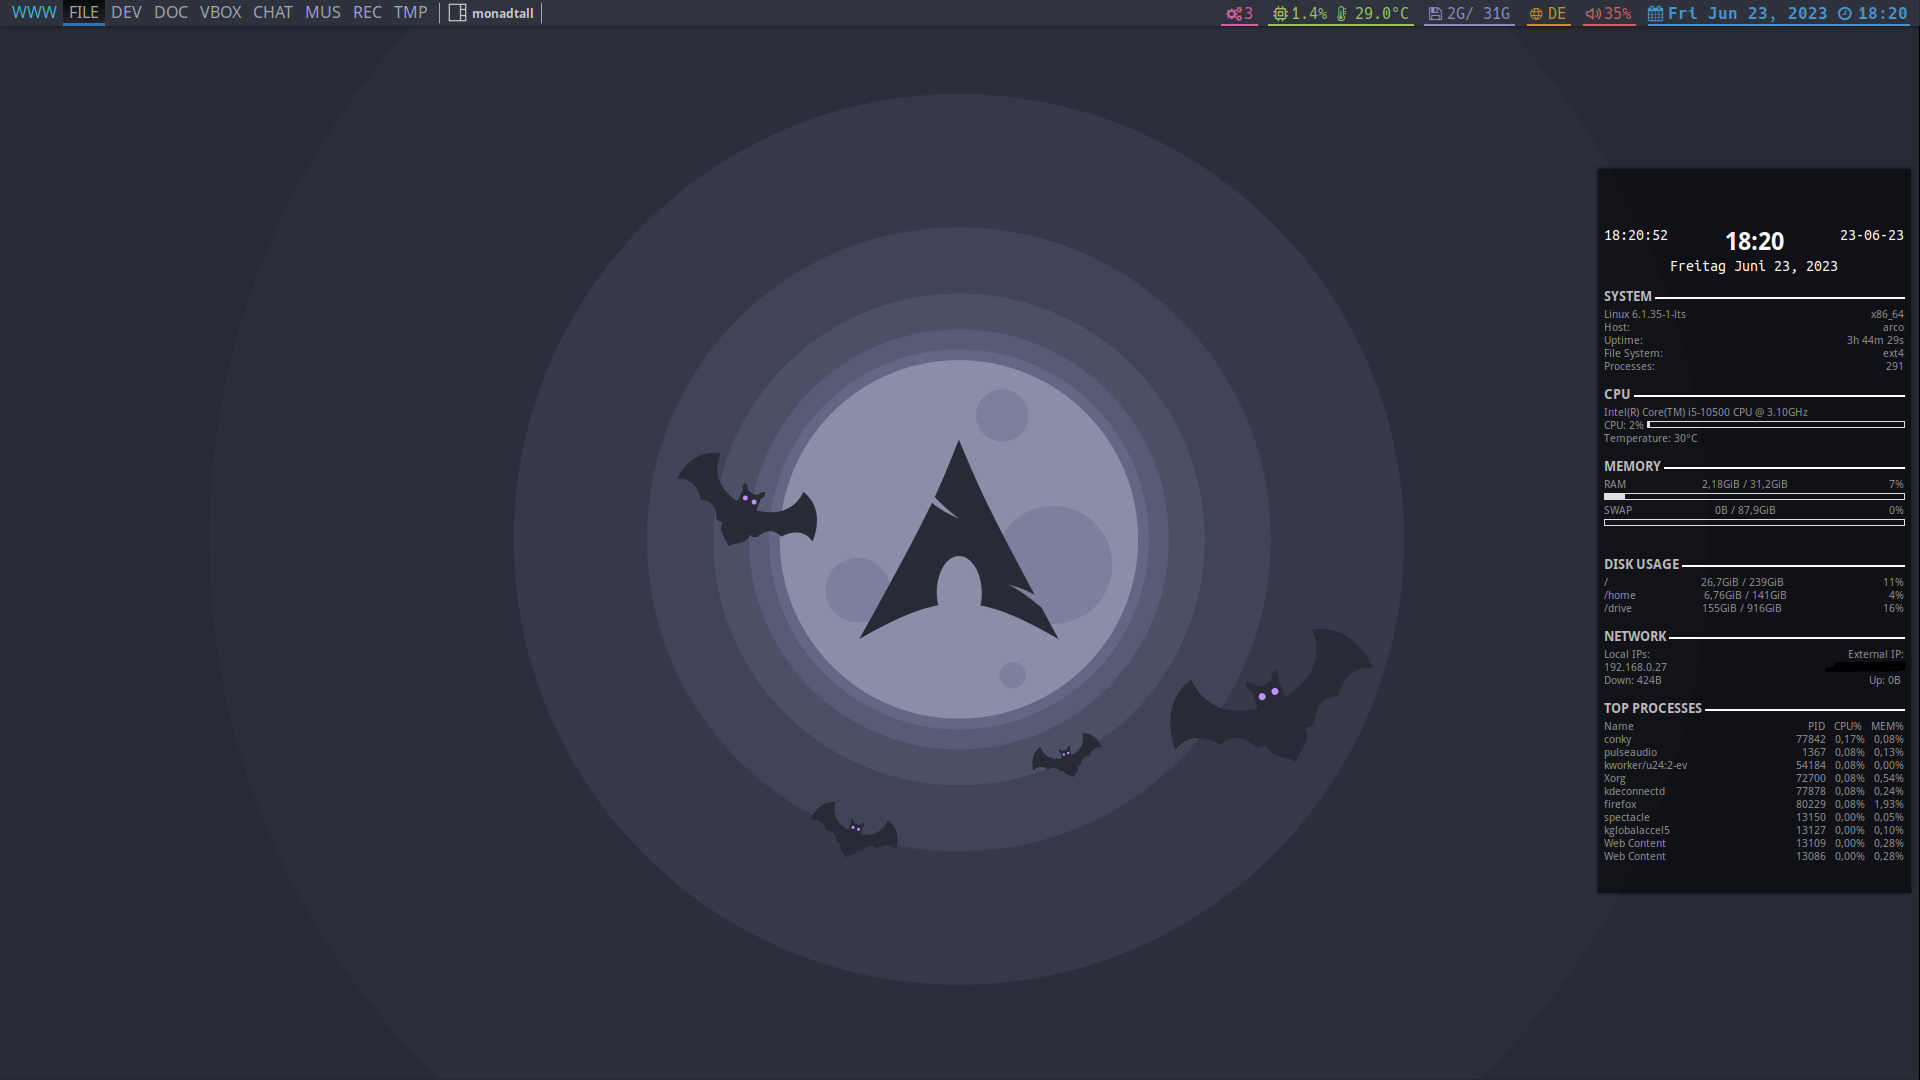 WWW FILE DEV DOC VBOX CHAT MUS REC TMP monadtall 3 1.4% 29.0°C 2G/ 31G DE 35% Fri Jun 23, 2023 18:20
18:20:52 18:20 23-06-23
Freitag Juni 23, 2023
SYSTEM
Linux 6.1.35-1-lts x86_64
Host: arco
Uptime: 3h 44m 29s
File System: ext4
Processes: 291
CPU
Intel(R) Core(TM) i5-10500 CPU @ 3.10GHz
CPU: 2%
Temperature: 30°C
MEMORY
RAM 2,18GiB / 31,2GiB 7%
SWAP 0B / 87,9GiB 0%
DISK USAGE
/ 26,7GiB / 239GiB 11%
/home 6,76GiB / 141GiB 4%
/drive 155GiB / 916GiB 16%
NETWORK
Local IPs: External IP:
192.168.0.27
Down: 424B Up: 0B
TOP PROCESSES
Name PID CPU% MEM%
conky 77842 0,17% 0,08%
pulseaudio 1367 0,08% 0,13%
kworker/u24:2-ev 54184 0,08% 0,00%
Xorg 72700 0,08% 0,54%
kdeconnectd 77878 0,08% 0,24%
firefox 80229 0,08% 1,93%
spectacle 13150 0,00% 0,05%
kglobalaccel5 13127 0,00% 0,10%
Web Content 13109 0,00% 0,28%
Web Content 13086 0,00% 0,28%